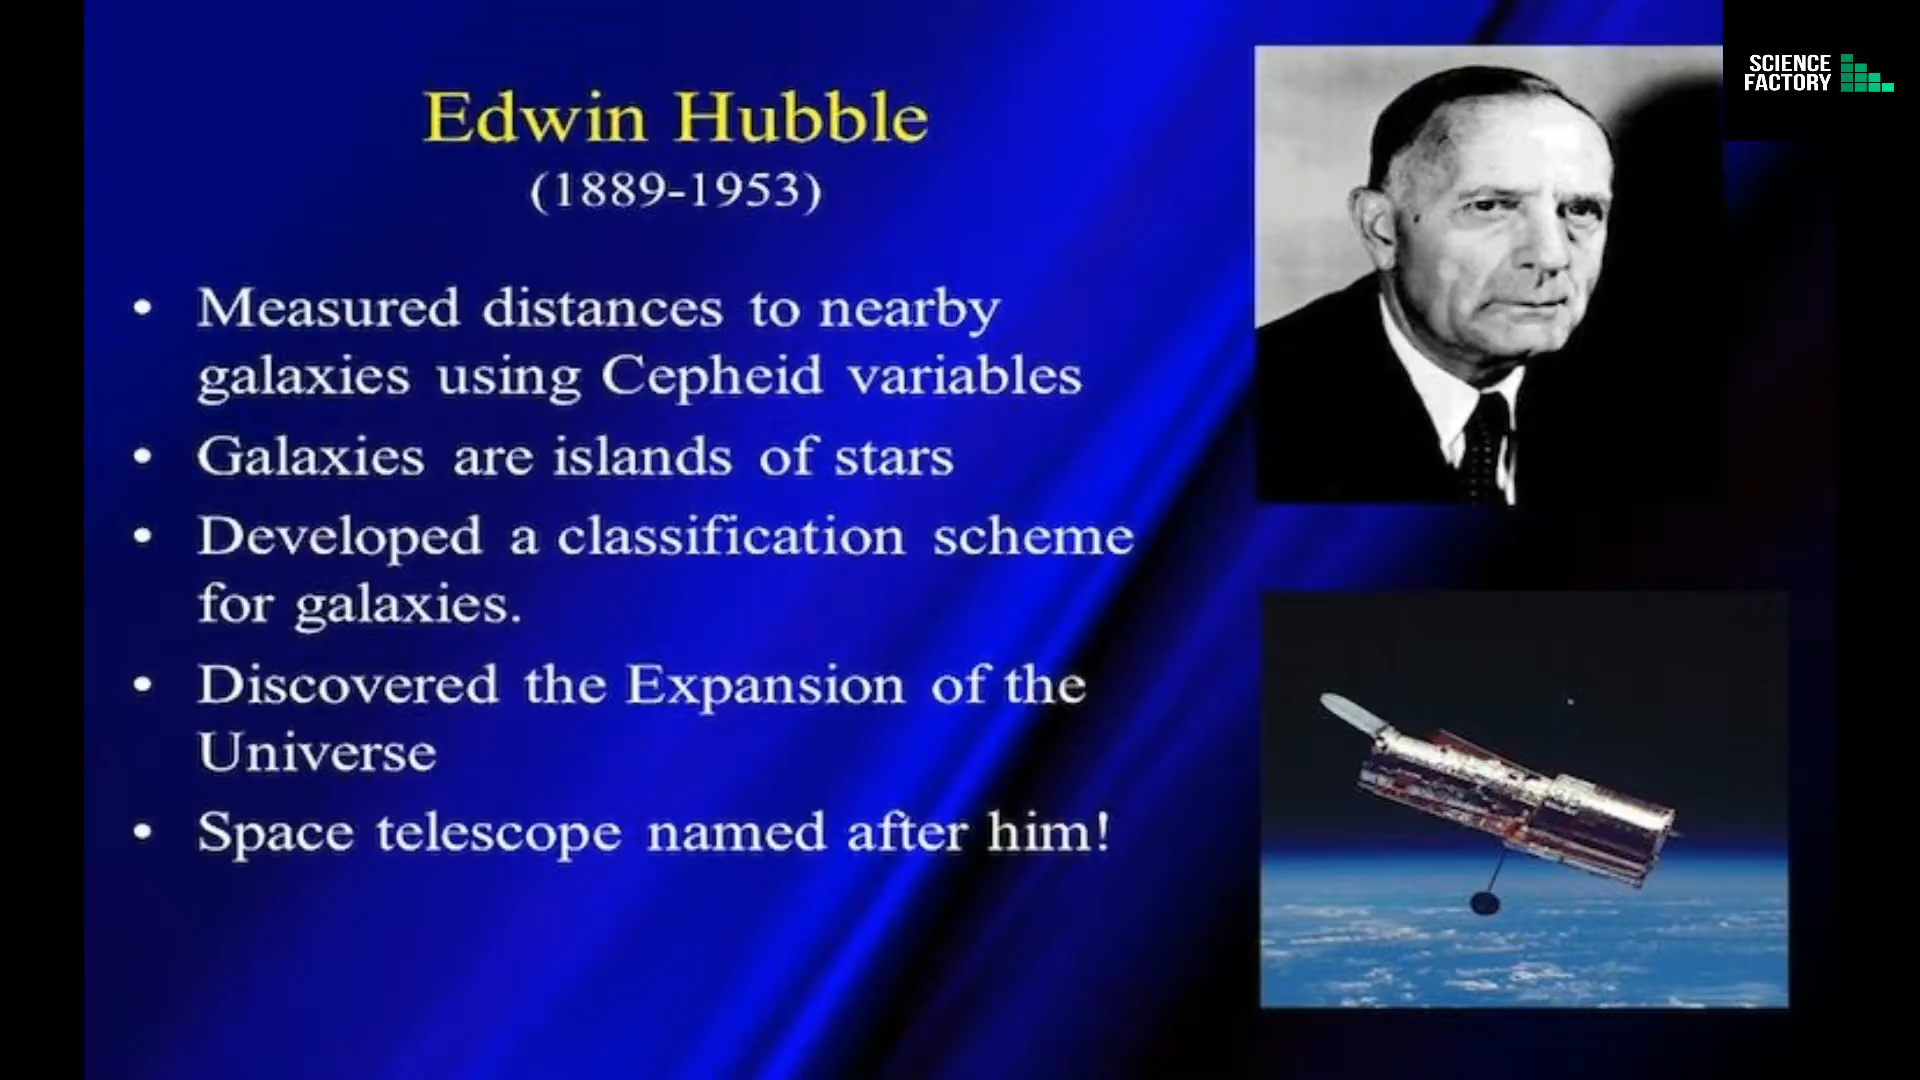 SCIENCE
FACTORY
Edwin Hubble
(1889-1953)
• Measured distances to nearby
galaxies using Cepheid variables
• Galaxies are islands of stars
• Developed a classification scheme
for galaxies.
• Discovered the Expansion of the
Universe
• Space telescope named after him!